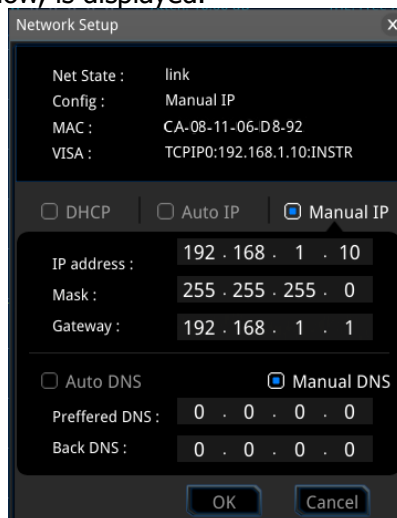 is displayed.
Network Setup X
Net State : link
Config : Manual IP
MAC : CA-08-11-06-D8-92
VISA : TCPIP0:192.168.1.10:INSTR
DHCP Auto IP Manual IP
IP address : 192 . 168 . 1 . 10
Mask : 255 . 255 . 255 . 0
Gateway : 192 . 168 . 1 . 1
Auto DNS Manual DNS
Preffered DNS : 0 . 0 . 0 . 0
Back DNS : 0 . 0 . 0 . 0
OK Cancel